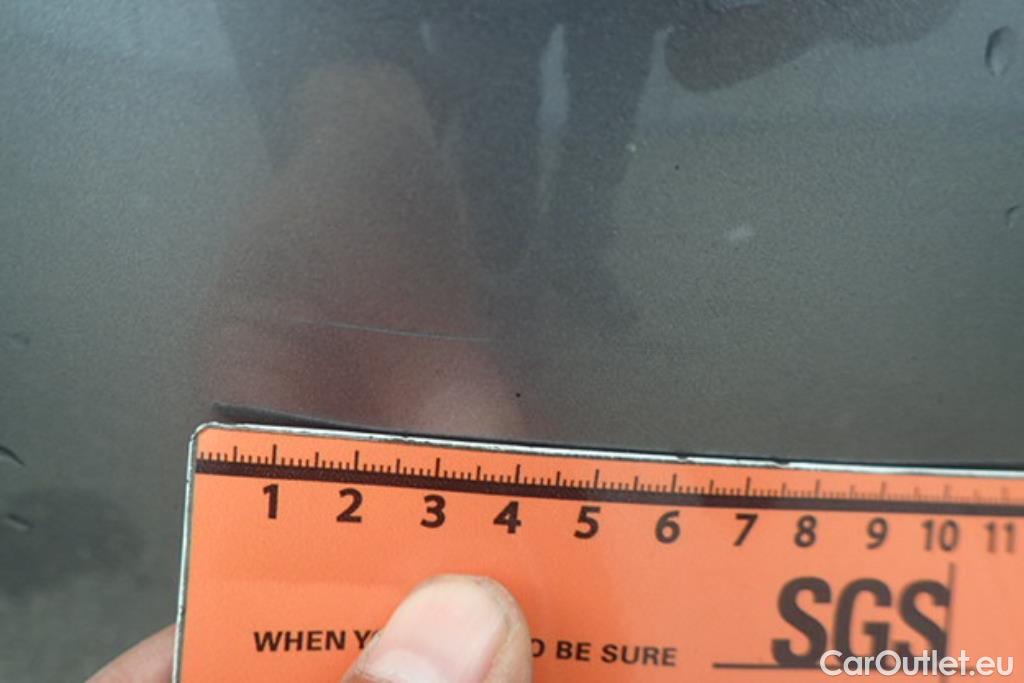 1 2 3 4 5 6 7 8 9 10 11
SGS
WHEN Y O BE SURE
CarOutlet.eu